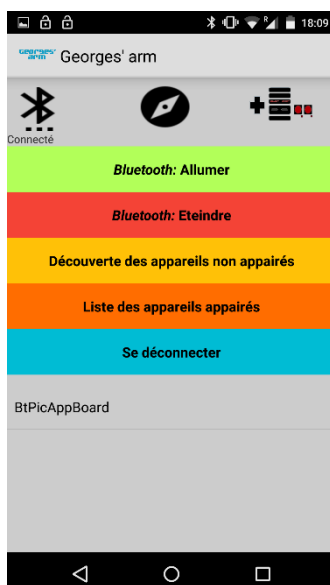 18:09
Georges' arm
Georges' arm
Connecté
Bluetooth: Allumer
Bluetooth: Eteindre
Découverte des appareils non appairés
Liste des appareils appairés
Se déconnecter
BtPicAppBoard